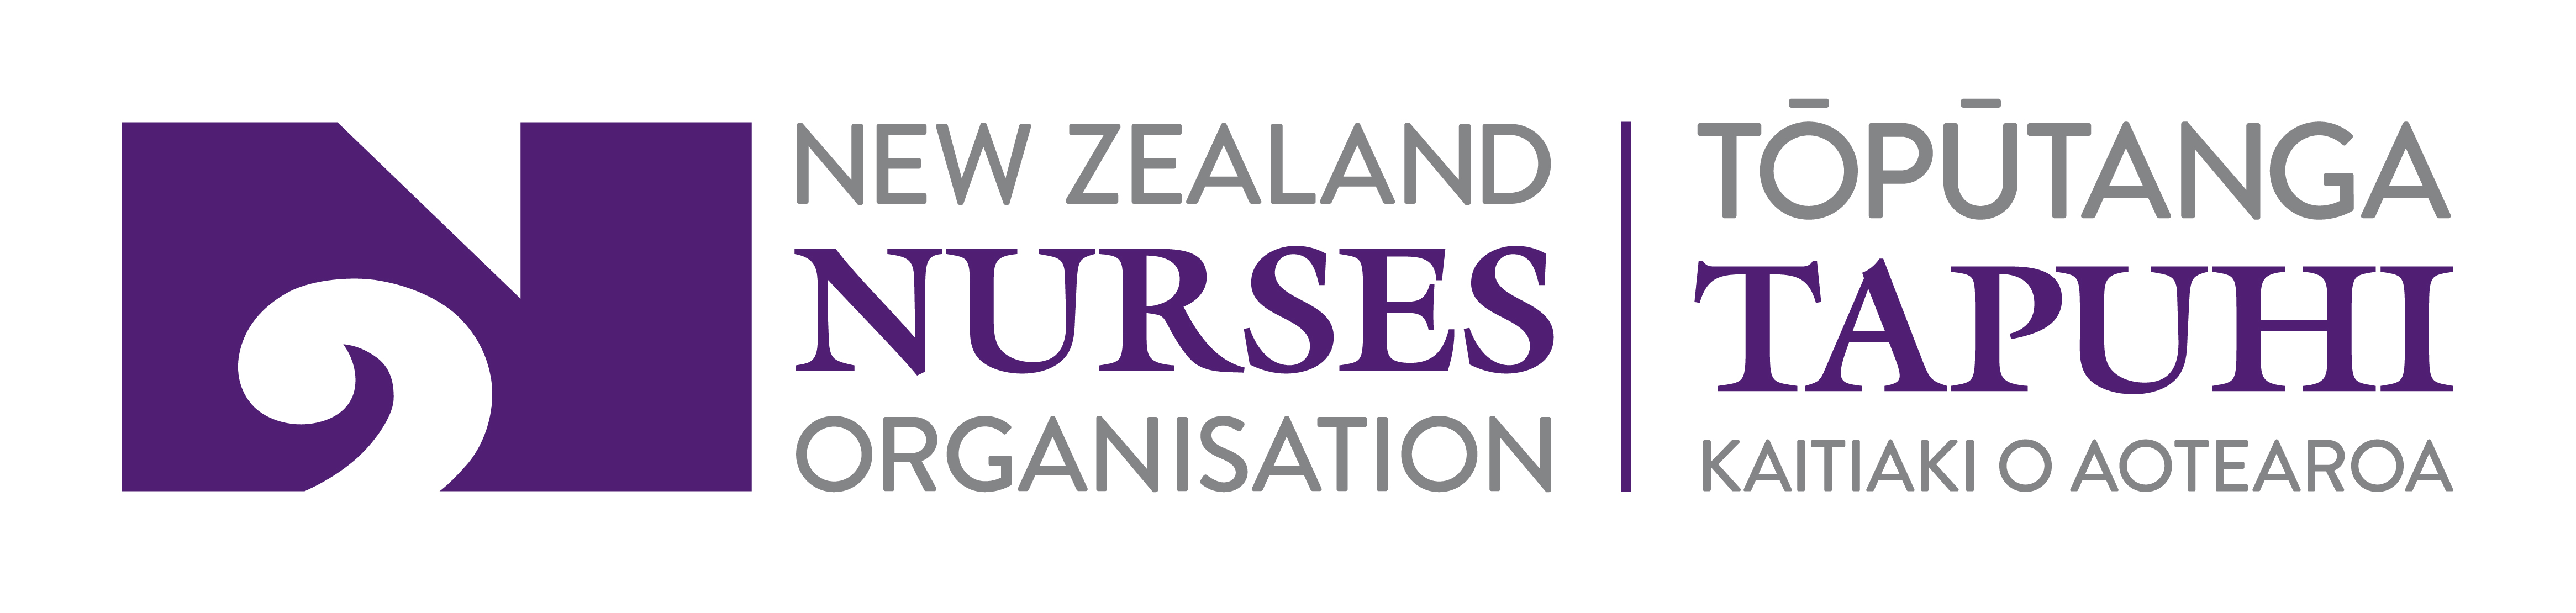 NEW ZEALAND
NURSES
ORGANISATION
TŌPŪTANGA
TAPUHI
KAITIAKI O AOTEAROA